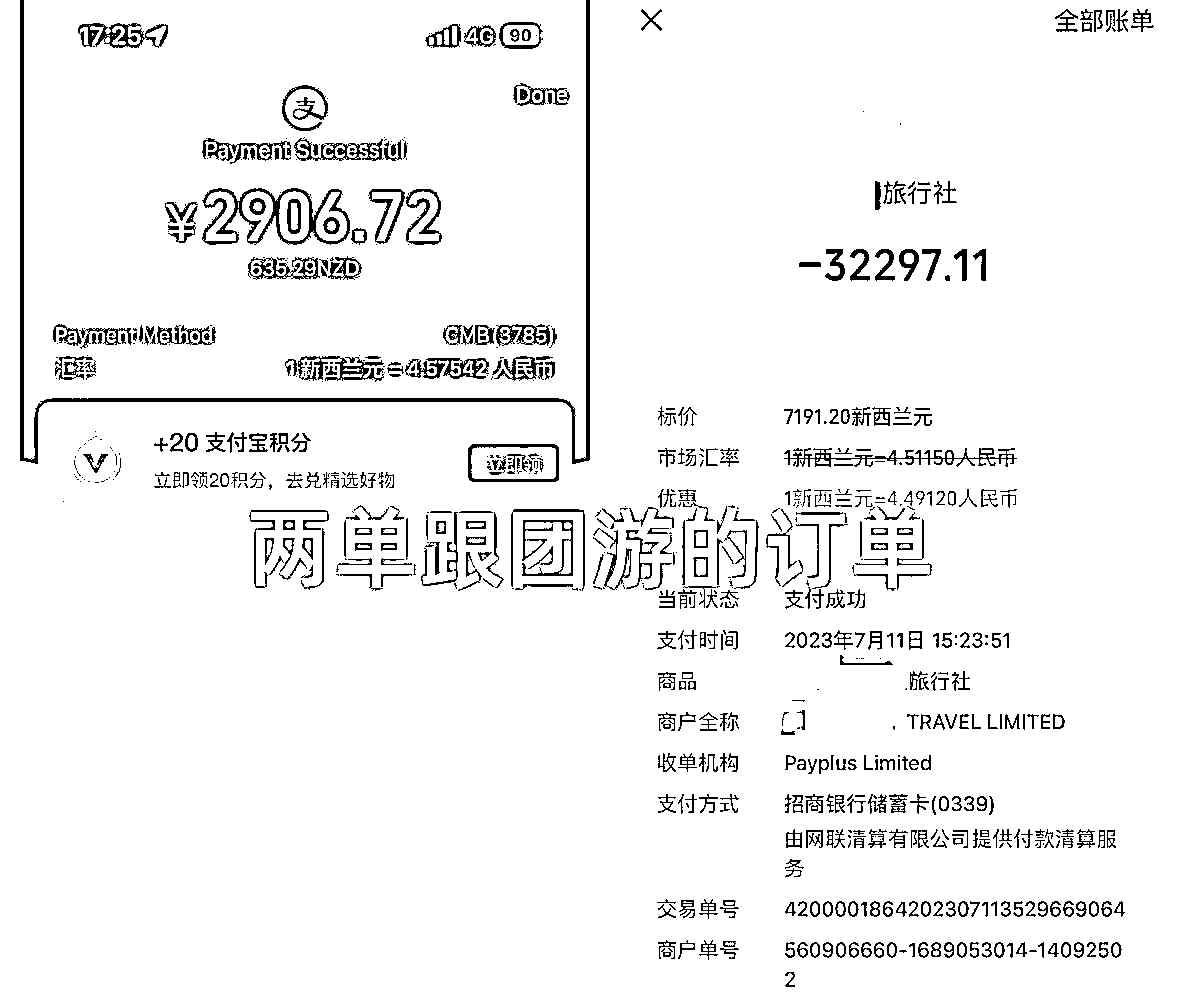 17:25
4G 90
Done
支
Payment Successful
¥2906.72
635.29NZD
Payment Method CMB(3785)
汇率 1新西兰元=4.57542 人民币
+20 支付宝积分
立即领20积分，去兑精选好物
立即领
两单跟团游的订单
全部账单
旅行社
-32297.11
标价 7191.20新西兰元
市场汇率 1新西兰元=4.51150人民币
优惠 1新西兰元=4.49120人民币
当前状态 支付成功
支付时间 2023年7月11日 15:23:51
商品 旅行社
商户全称 TRAVEL LIMITED
收单机构 Payplus Limited
支付方式 招商银行储蓄卡(0339)
由网联清算有限公司提供付款清算服
务
交易单号 4200001864202307113529669064
商户单号 560906660-1689053014-1409250
2